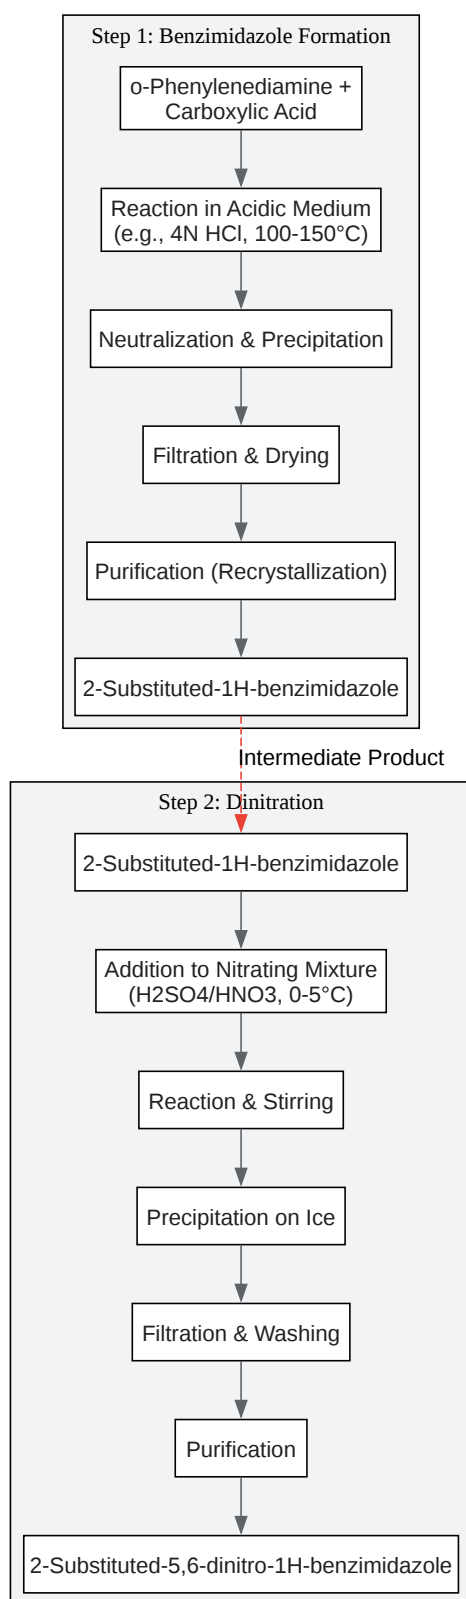 Step 1: Benzimidazole Formation
o-Phenylenediamine +
Carboxylic Acid
Reaction in Acidic Medium
(e.g., 4N HCl, 100-150°C)
Neutralization & Precipitation
Filtration & Drying
Purification (Recrystallization)
2-Substituted-1H-benzimidazole
Intermediate Product
Step 2: Dinitration
2-Substituted-1H-benzimidazole
Addition to Nitrating Mixture
(H2SO4/HNO3, 0-5°C)
Reaction & Stirring
Precipitation on Ice
Filtration & Washing
Purification
2-Substituted-5,6-dinitro-1H-benzimidazole